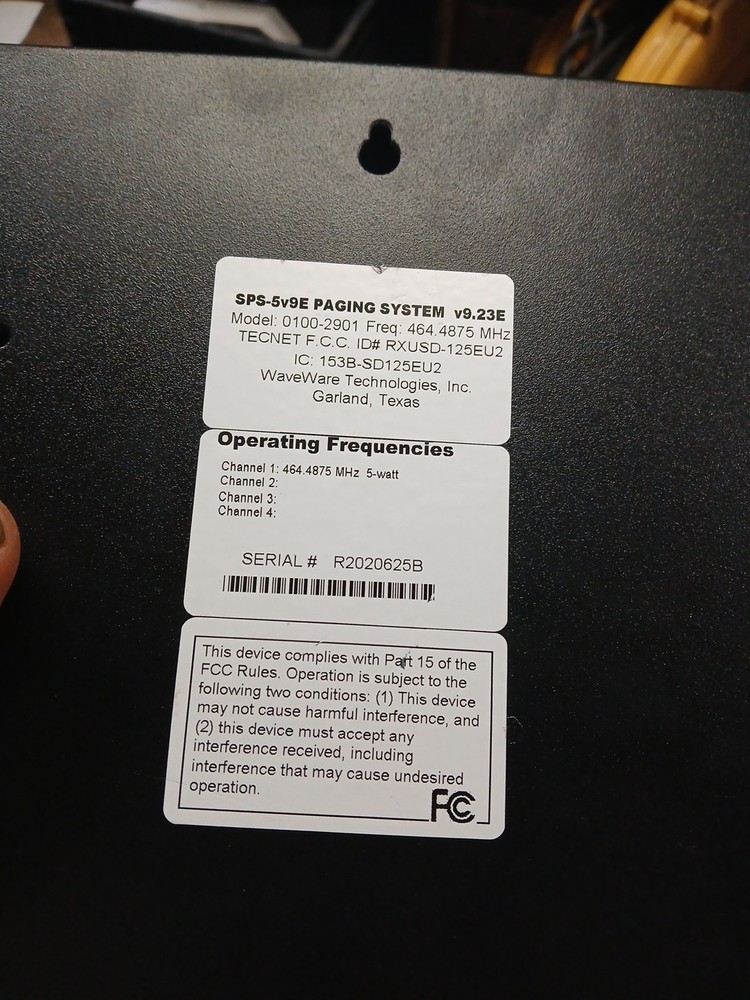 SPS-5v9E PAGING SYSTEM v9.23E
Model: 0100-2901 Freq: 464.4875 MHz
TECNET F.C.C. ID# RXUSD-125EU2
IC: 153B-SD125EU2
WaveWare Technologies, Inc.
Garland, Texas
Operating Frequencies
Channel 1: 464.4875 MHz 5-watt
Channel 2:
Channel 3:
Channel 4:
SERIAL # R2020625B
This device complies with Part 15 of the
FCC Rules. Operation is subject to the
following two conditions: (1) This device
may not cause harmful interference, and
(2) this device must accept any
interference received, including
interference that may cause undesired
operation.
FC